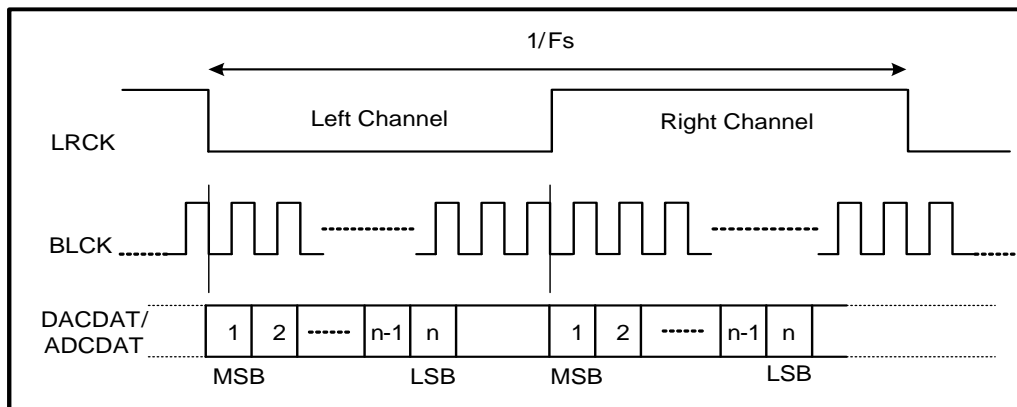 1/Fs
Left Channel
Right Channel
LRCK
BLCK
DACDAT/
ADCDAT
1 2 n-1 n 1 2 n-1 n
MSB LSB MSB LSB